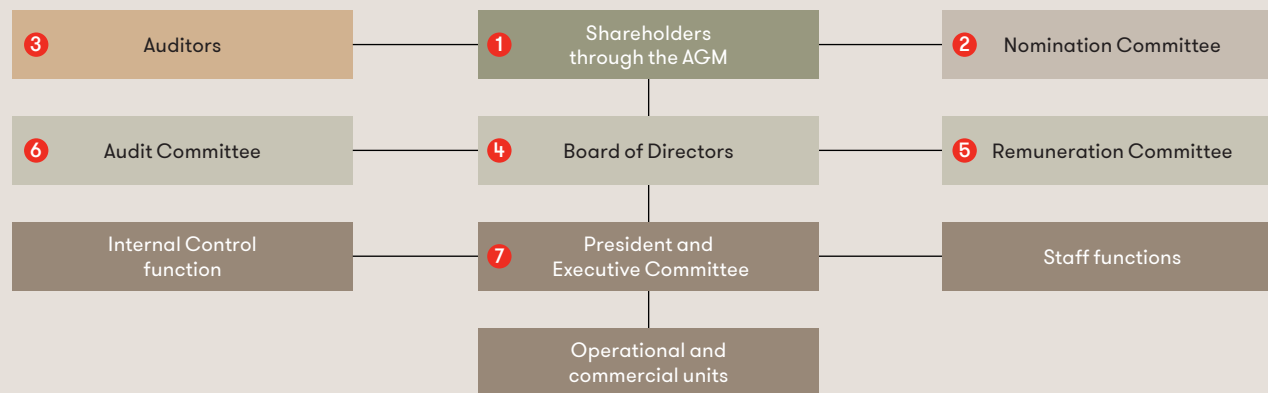 3 Auditors
1 Shareholders
through the AGM
2 Nomination Committee
6 Audit Committee
4 Board of Directors
5 Remuneration Committee
Internal Control
function
7 President and
Executive Committee
Staff functions
Operational and
commercial units